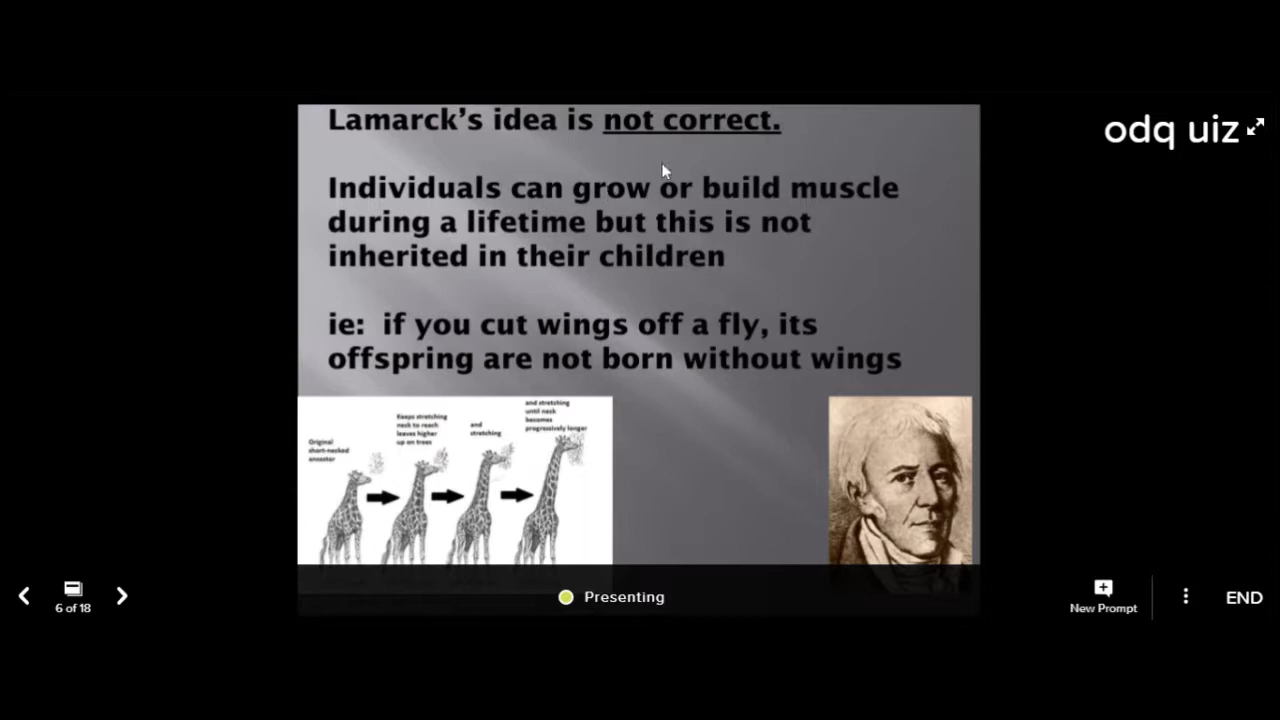 Lamarck's idea is not correct.
odq uiz
Individuals can grow or build muscle
during a lifetime but this is not
inherited in their children
ie: if you cut wings off a fly, its
offspring are not born without wings
Original
short-necked
ancestor
Keeps stretching
neck to reach
leaves higher
up on trees
and
stretching
and stretching
until neck
becomes
progressively longer
6 of 18
Presenting
New Prompt
END